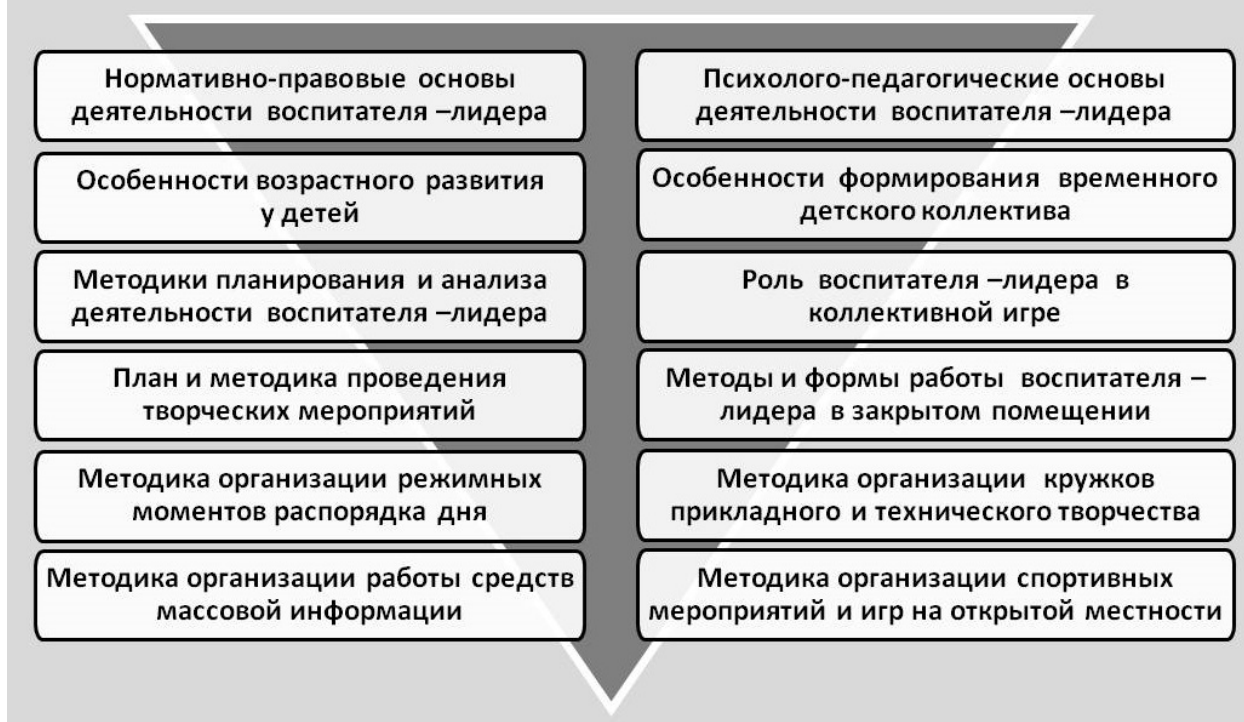 Нормативно-правовые основы
деятельности воспитателя –лидера
Психолого-педагогические основы
деятельности воспитателя –лидера
Особенности возрастного развития
у детей
Особенности формирования временного
детского коллектива
Методики планирования и анализа
деятельности воспитателя –лидера
Роль воспитателя –лидера в
коллективной игре
План и методика проведения
творческих мероприятий
Методы и формы работы воспитателя –
лидера в закрытом помещении
Методика организации режимных
моментов распорядка дня
Методика организации кружков
прикладного и технического творчества
Методика организации работы средств
массовой информации
Методика организации спортивных
мероприятий и игр на открытой местности